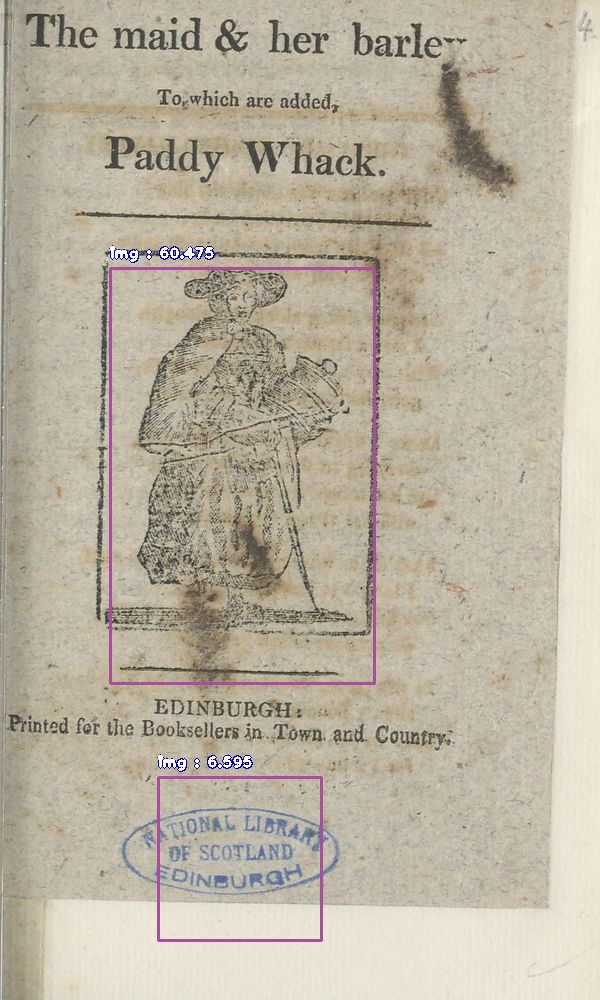 4.
The maid & her barley
To which are added,
Paddy Whack.
img : 60.475
EDINBURGH:
Printed for the Booksellers in Town and Country.
img : 6.595
NATIONAL LIBRARY
OF SCOTLAND
EDINBURGH